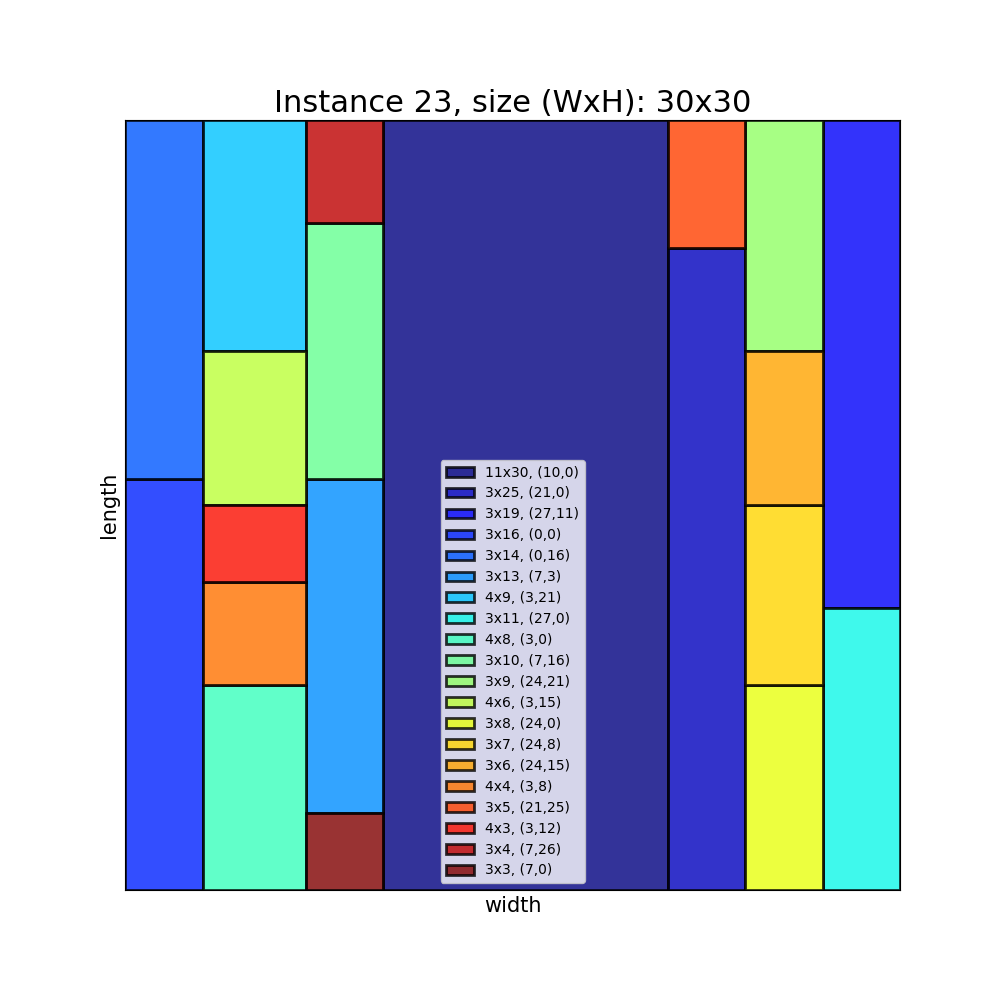 Instance 23, size (WxH): 30x30
length
11x30, (10,0)
3x25, (21,0)
3x19, (27,11)
3x16, (0,0)
3x14, (0,16)
3x13, (7,3)
4x9, (3,21)
3x11, (27,0)
4x8, (3,0)
3x10, (7,16)
3x9, (24,21)
4x6, (3,15)
3x8, (24,0)
3x7, (24,8)
3x6, (24,15)
4x4, (3,8)
3x5, (21,25)
4x3, (3,12)
3x4, (7,26)
3x3, (7,0)
width